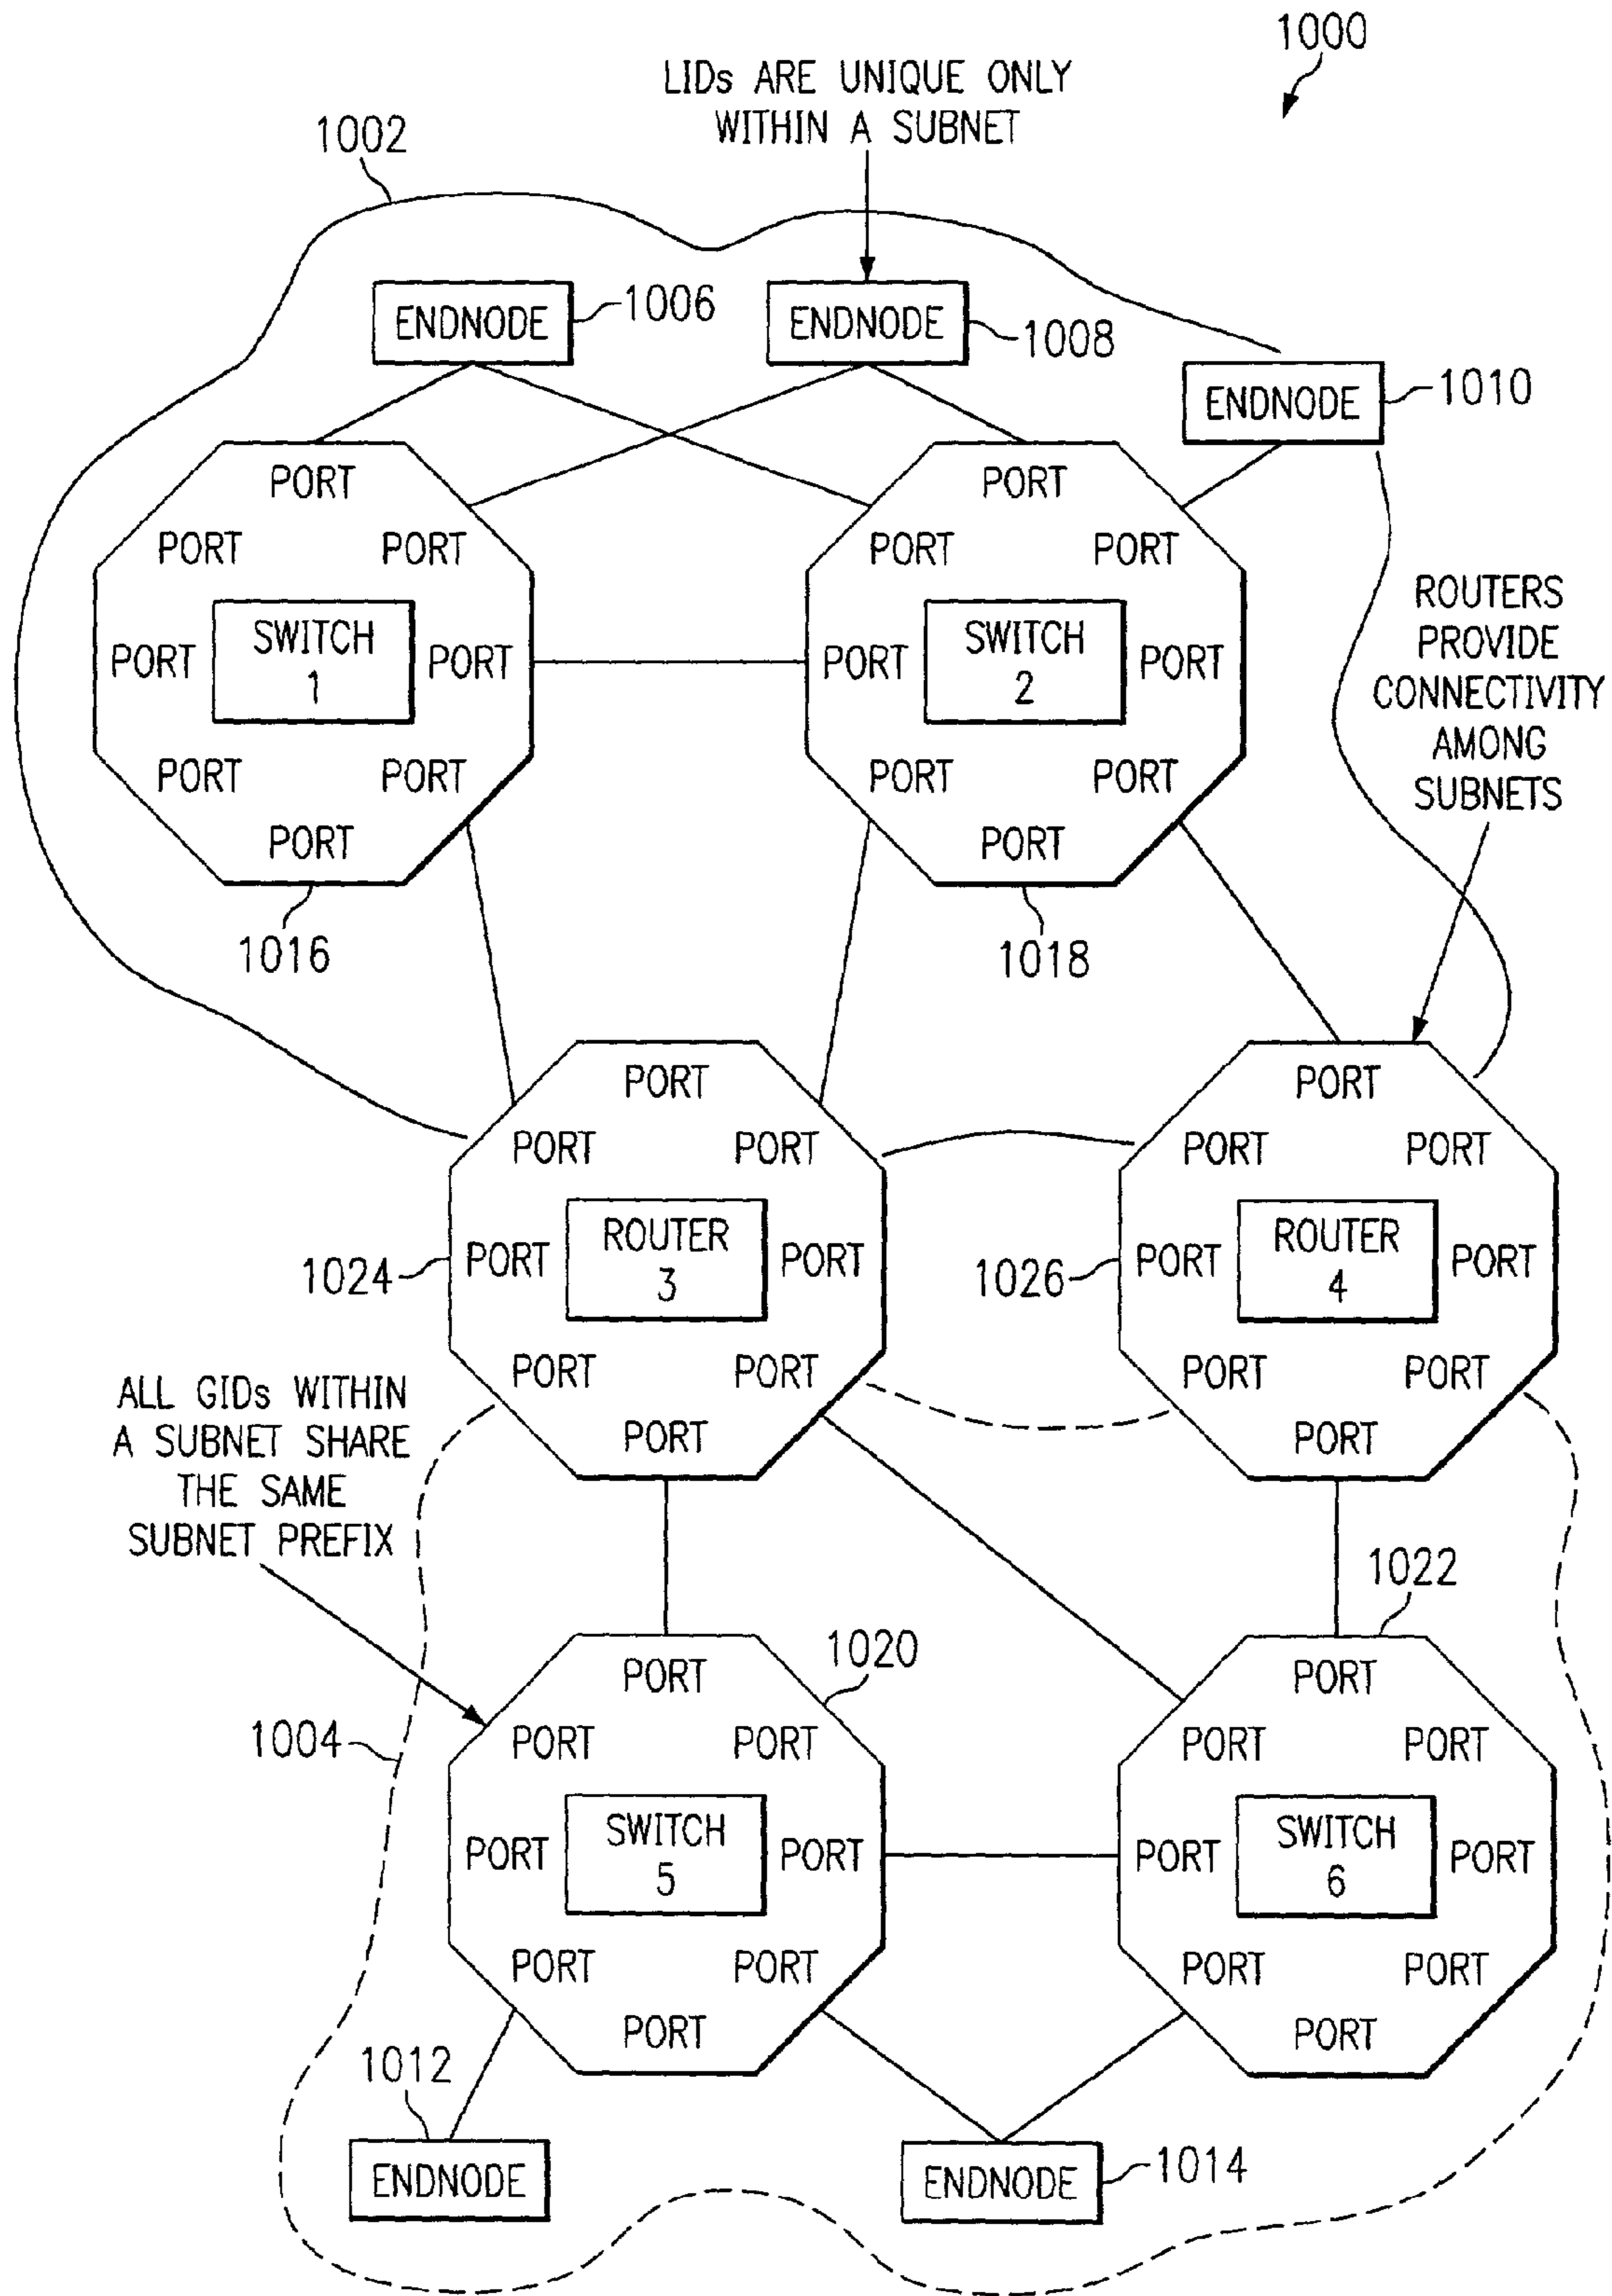 1000
LIDs ARE UNIQUE ONLY
WITHIN A SUBNET
1002
ENDNODE
1006
ENDNODE
1008
ENDNODE
1010
PORT
PORT
PORT
PORT
SWITCH
1
PORT
PORT
PORT
PORT
1016
PORT
PORT
PORT
PORT
SWITCH
2
PORT
PORT
PORT
PORT
1018
ROUTERS
PROVIDE
CONNECTIVITY
AMONG
SUBNETS
PORT
PORT
PORT
PORT
ROUTER
3
PORT
PORT
PORT
PORT
1024
PORT
PORT
PORT
PORT
ROUTER
4
PORT
PORT
PORT
PORT
1026
ALL GIDs WITHIN
A SUBNET SHARE
THE SAME
SUBNET PREFIX
1004
1020
PORT
PORT
PORT
PORT
SWITCH
5
PORT
PORT
PORT
PORT
1022
PORT
PORT
PORT
PORT
SWITCH
6
PORT
PORT
PORT
PORT
1012
ENDNODE
ENDNODE
1014